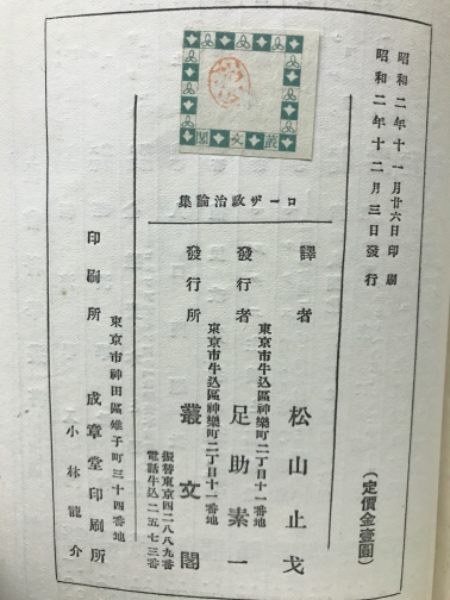 昭和二年十一月廿六日印刷
昭和二年十二月三日發行
(定價金壹圓)
叢文閣
ローザ政治論集
譯者 松山止戈
東京市牛込區神樂町二丁目十一番地
發行者 足助素一
東京市牛込區神樂町二丁目十一番地
發行所 叢文閣
振替東京四二八八九番
電話牛込二五七三番
東京市神田區雉子町三十四番地
印刷所 成章堂印刷所
小林龍介